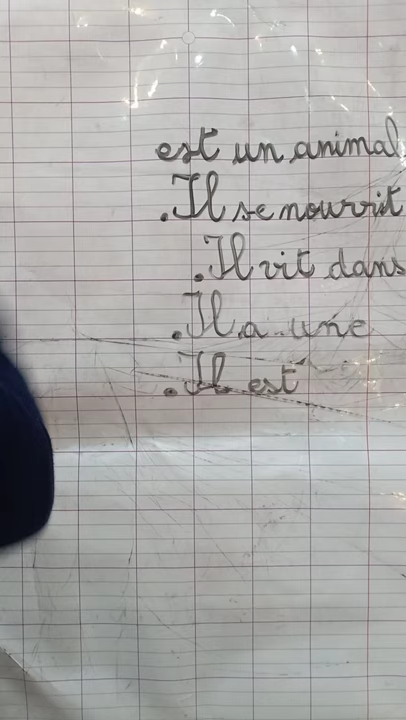 est un animal
. Il se nourrit
. Il vit dans
. Il a une
. Il est